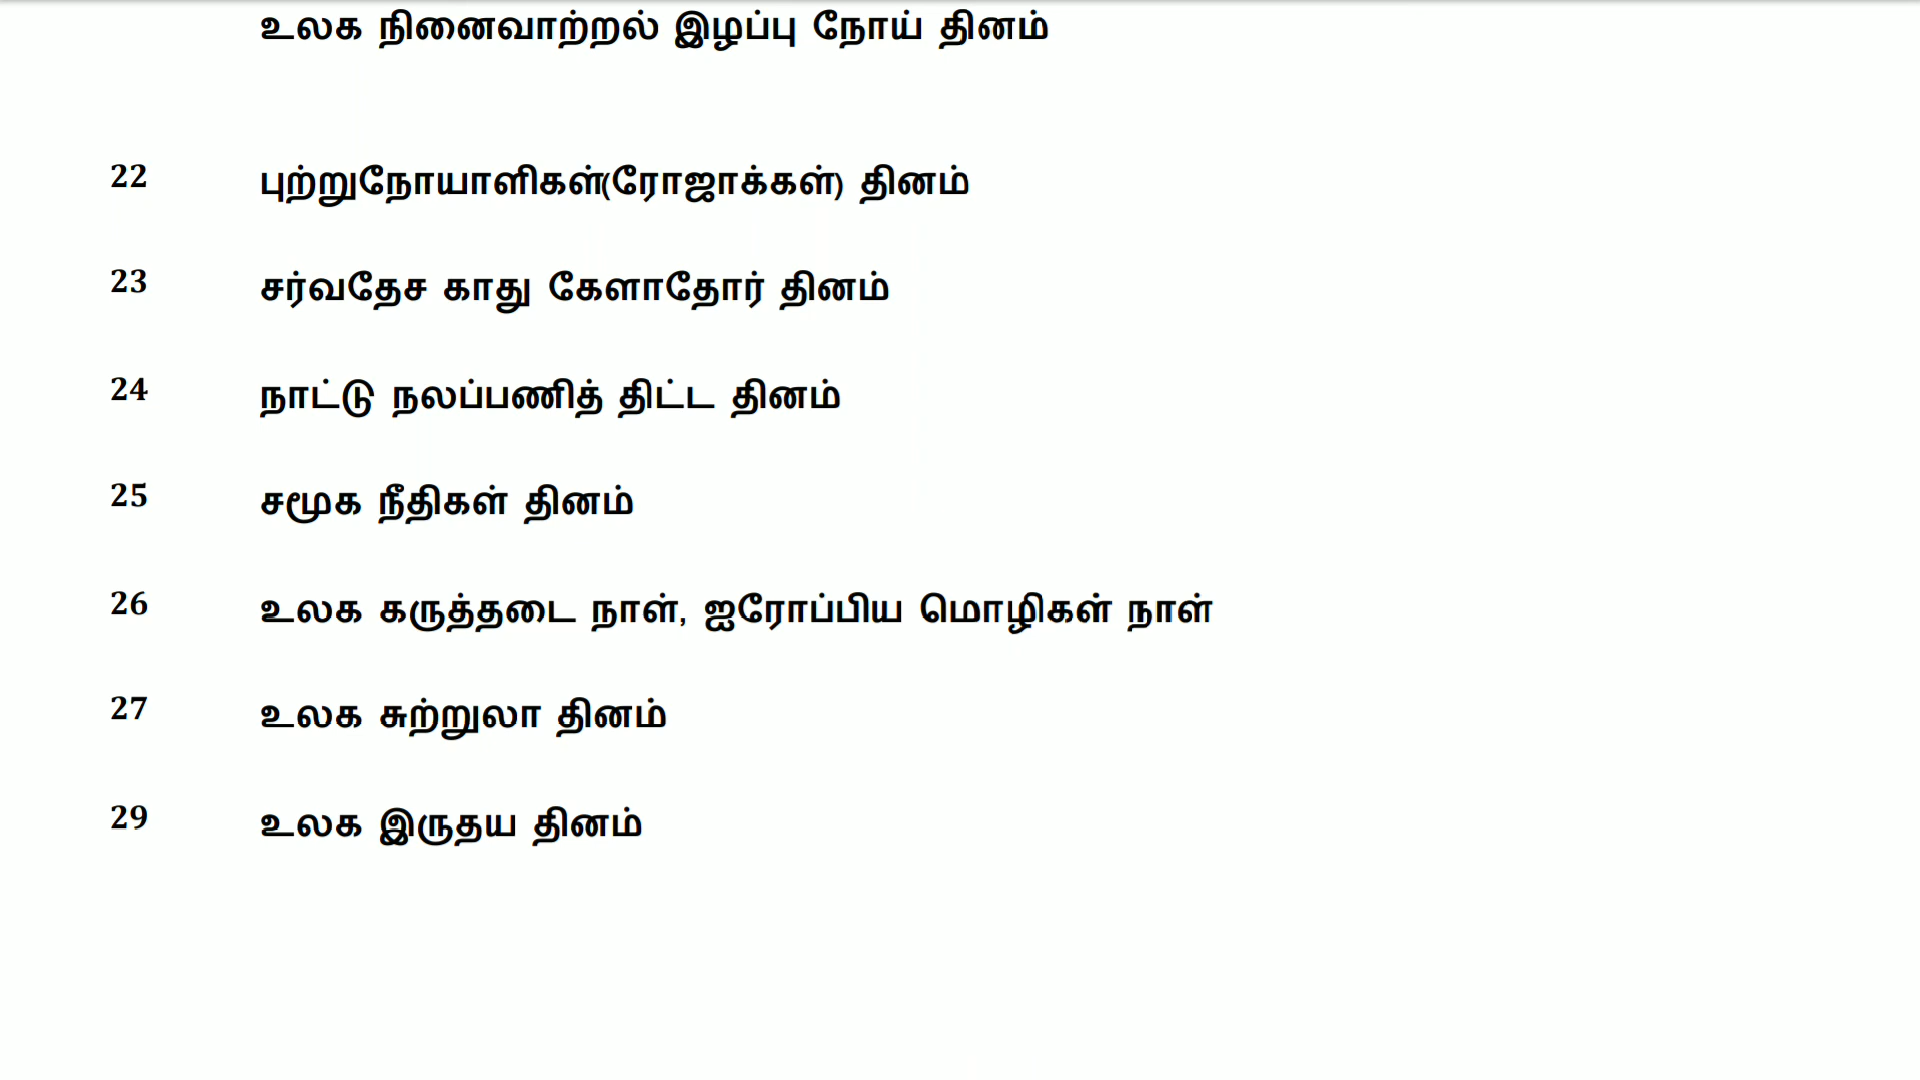 உலக நினைவாற்றல் இழப்பு நோய் தினம்
22 புற்றுநோயாளிகள்(ரோஜாக்கள்) தினம்
23 சர்வதேச காது கேளாதோர் தினம்
24 நாட்டு நலப்பணித் திட்ட தினம்
25 சமூக நீதிகள் தினம்
26 உலக கருத்தடை நாள், ஐரோப்பிய மொழிகள் நாள்
27 உலக சுற்றுலா தினம்
29 உலக இருதய தினம்